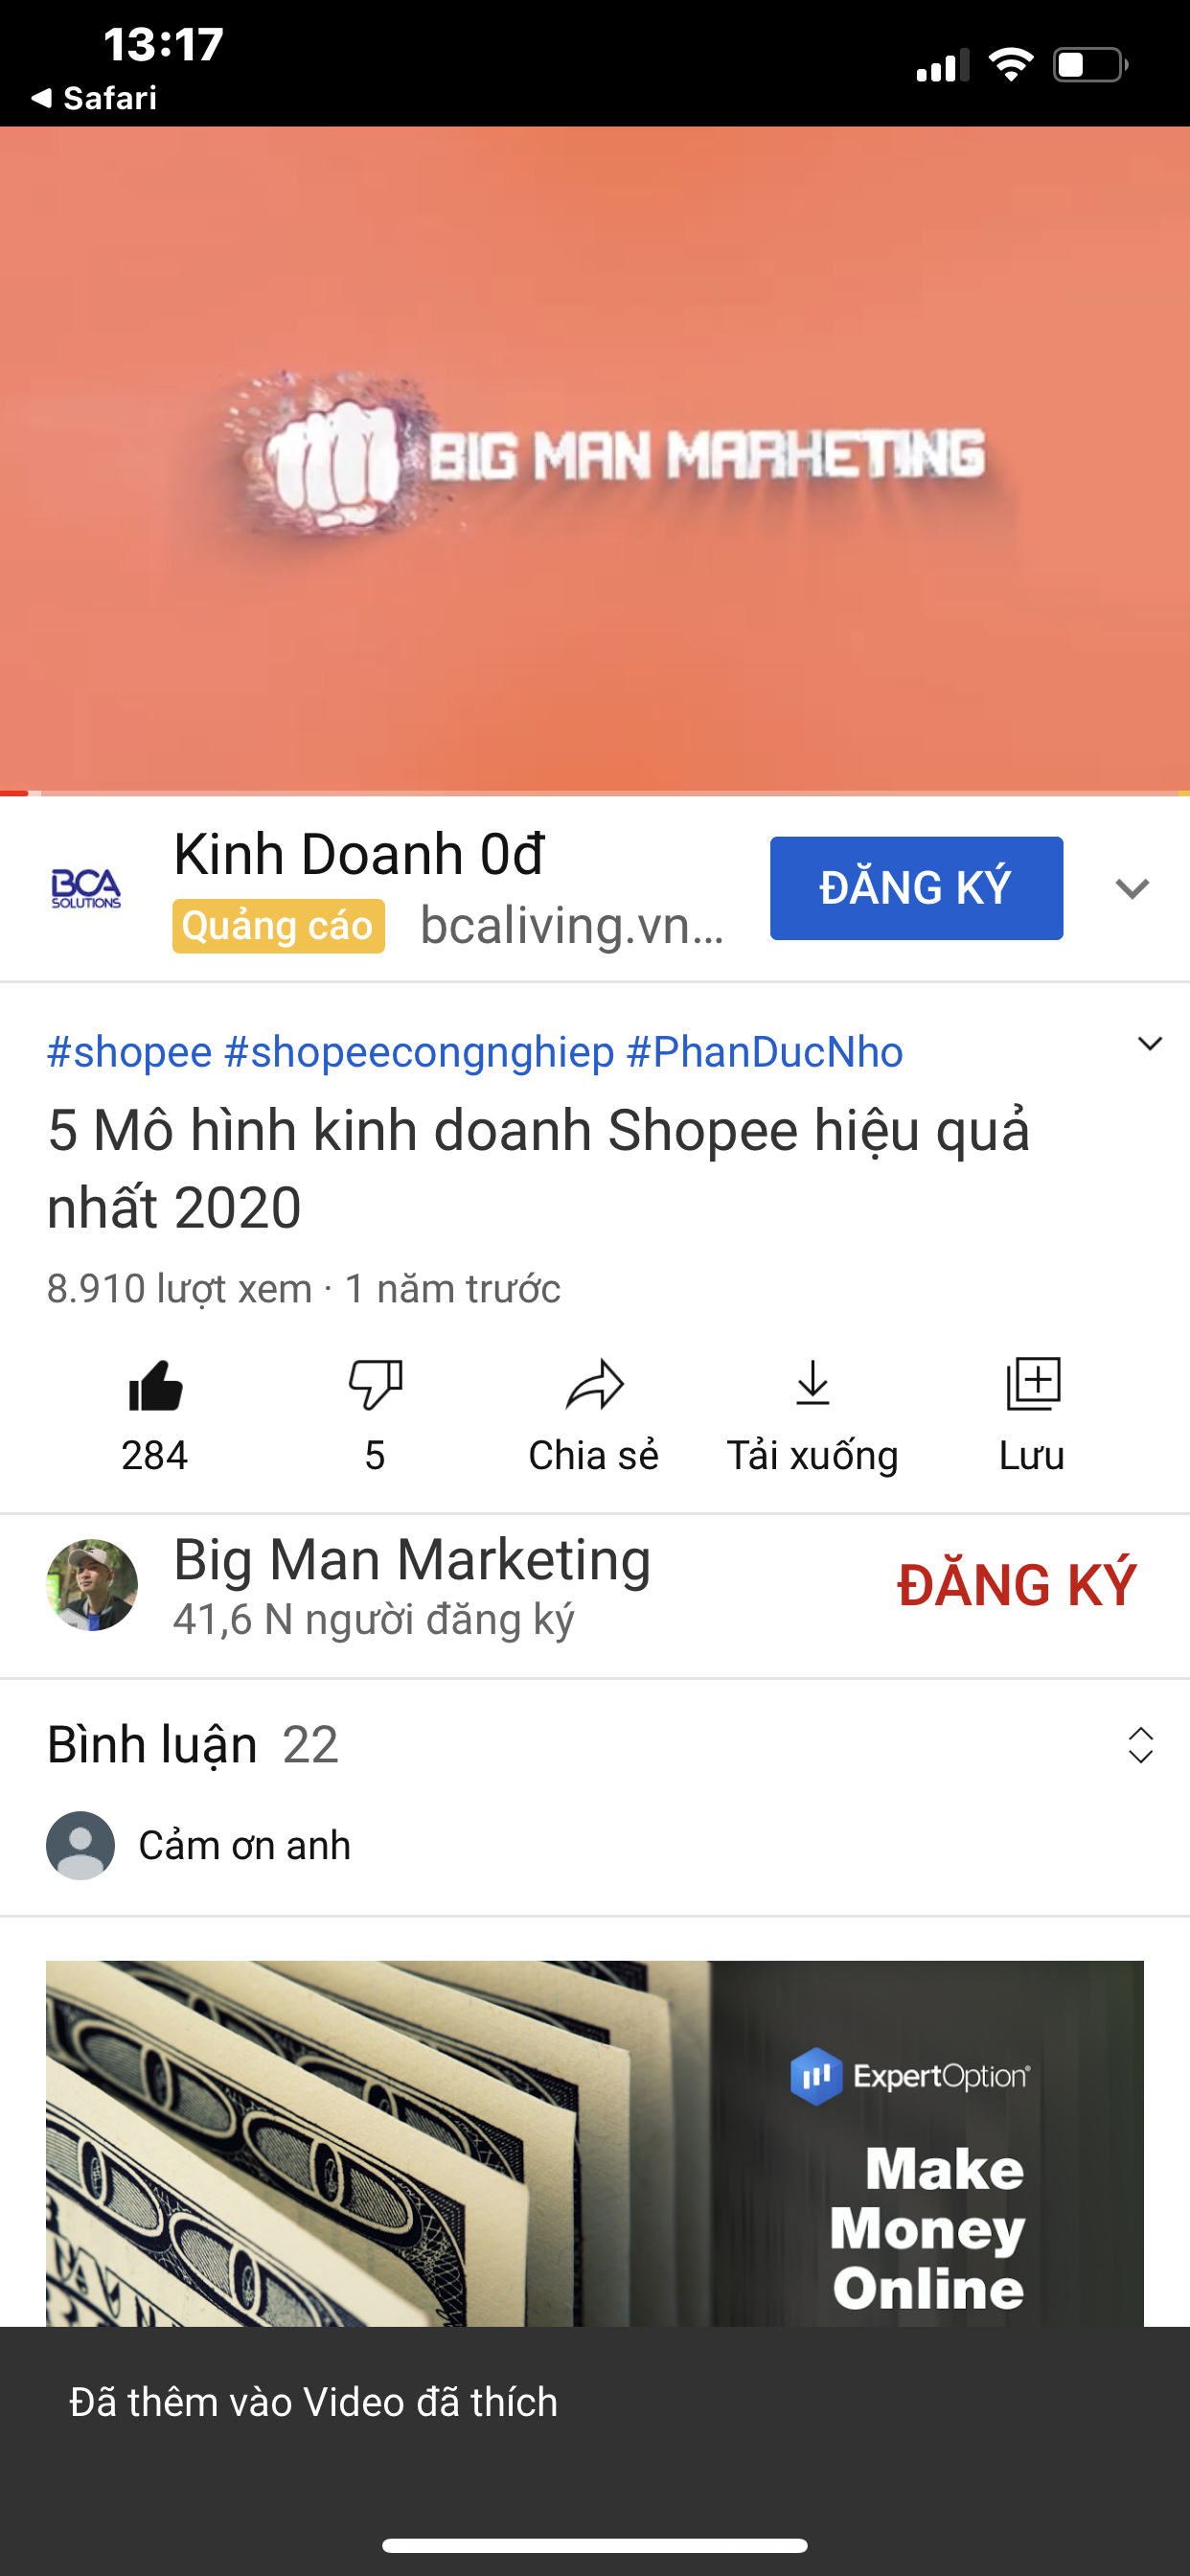 13:17
◀ Safari
BIG MAN MARKETING
BCA
SOLUTIONS
Kinh Doanh 0đ
Quảng cáo bcaliving.vn...
ĐĂNG KÝ
#shopee #shopeecongnghiep #PhanDucNho
5 Mô hình kinh doanh Shopee hiệu quả
nhất 2020
8.910 lượt xem · 1 năm trước
284 5 Chia sẻ Tải xuống Lưu
Big Man Marketing
41,6 N người đăng ký
ĐĂNG KÝ
Bình luận 22
Cảm ơn anh
ExpertOption®
Make
Money
Online
Đã thêm vào Video đã thích